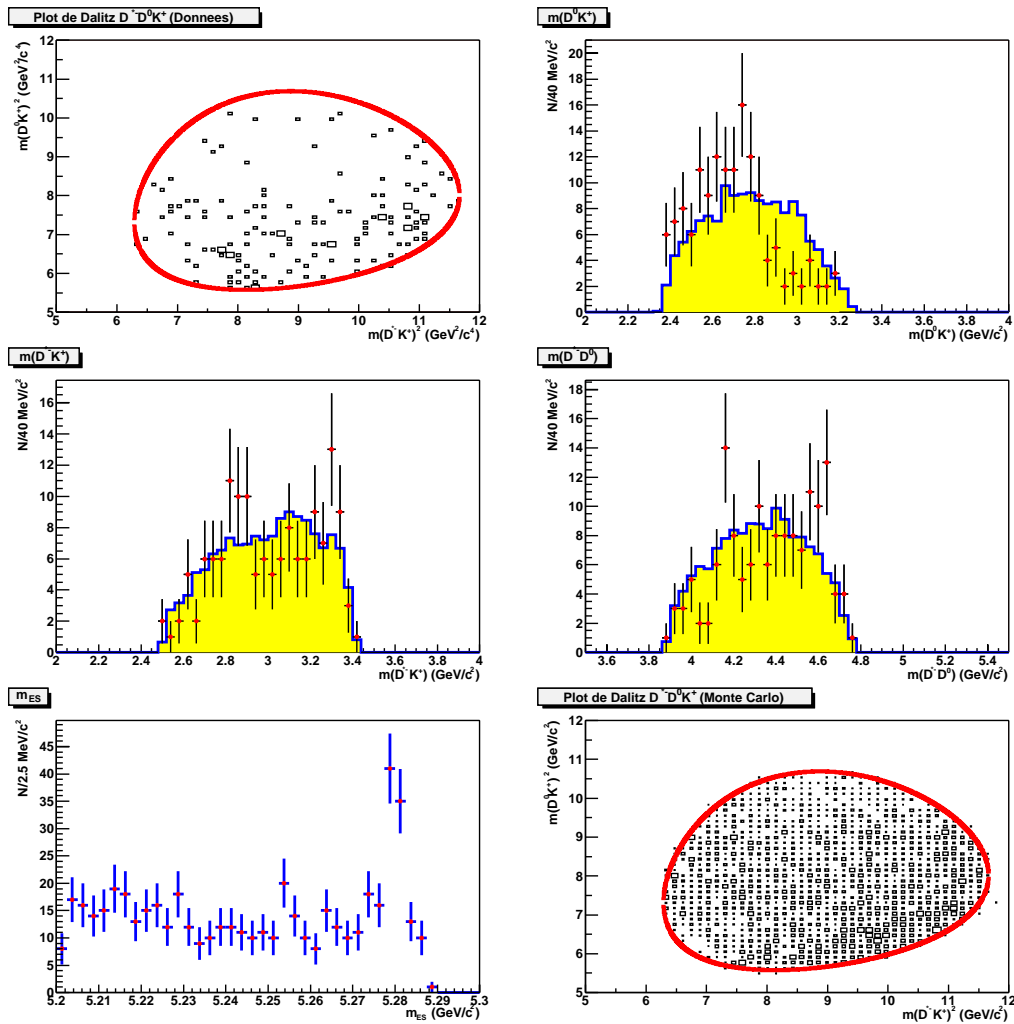 Plot de Dalitz D*-D0K+ (Donnees)
m(D0K+)2 (GeV2/c4)
12
11
10
9
8
7
6
5
5 6 7 8 9 10 11 12
m(D*-K+)2 (GeV2/c4)
m(D0K+)
N/40 MeV/c2
20
18
16
14
12
10
8
6
4
2
0
2 2.2 2.4 2.6 2.8 3 3.2 3.4 3.6 3.8 4
m(D0K+) (GeV/c2)
m(D*-K+)
N/40 MeV/c2
16
14
12
10
8
6
4
2
0
2 2.2 2.4 2.6 2.8 3 3.2 3.4 3.6 3.8 4
m(D*-K+) (GeV/c2)
m(D*-D0)
N/40 MeV/c2
16
14
12
10
8
6
4
2
0
3.6 3.8 4 4.2 4.4 4.6 4.8 5 5.2 5.4
m(D*-D0) (GeV/c2)
mES
N/2.5 MeV/c2
45
40
35
30
25
20
15
10
5
0
5.2 5.21 5.22 5.23 5.24 5.25 5.26 5.27 5.28 5.29 5.3
mES (GeV/c2)
Plot de Dalitz D*-D0K+ (Monte Carlo)
m(D0K+)2 (GeV/c2)
12
11
10
9
8
7
6
5
5 6 7 8 9 10 11 12
m(D*-K+)2 (GeV/c2)